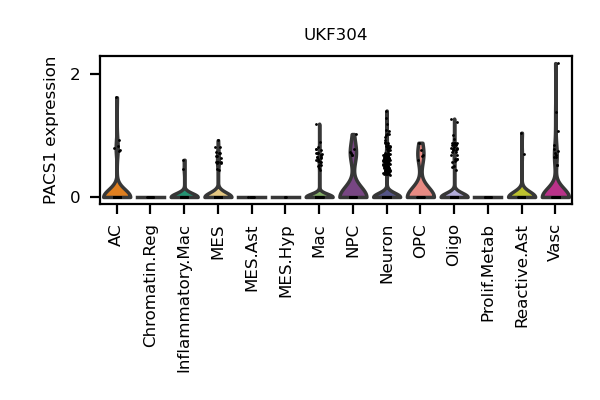 UKF304
PACS1 expression
2
0
AC
Chromatin.Reg
Inflammatory.Mac
MES
MES.Ast
MES.Hyp
Mac
NPC
Neuron
OPC
Oligo
Prolif.Metab
Reactive.Ast
Vasc